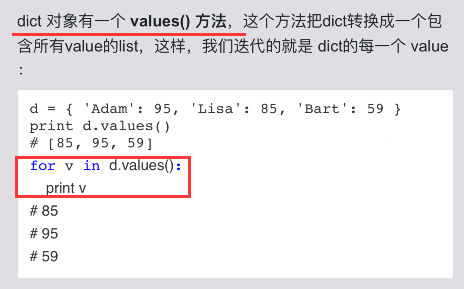 dict 对象有一个 values() 方法，这个方法把dict转换成一个包
含所有value的list，这样，我们迭代的就是 dict的每一个 value
：
d = { 'Adam': 95, 'Lisa': 85, 'Bart': 59 }
print d.values()
# [85, 95, 59]
for v in d.values():
    print v
# 85
# 95
# 59